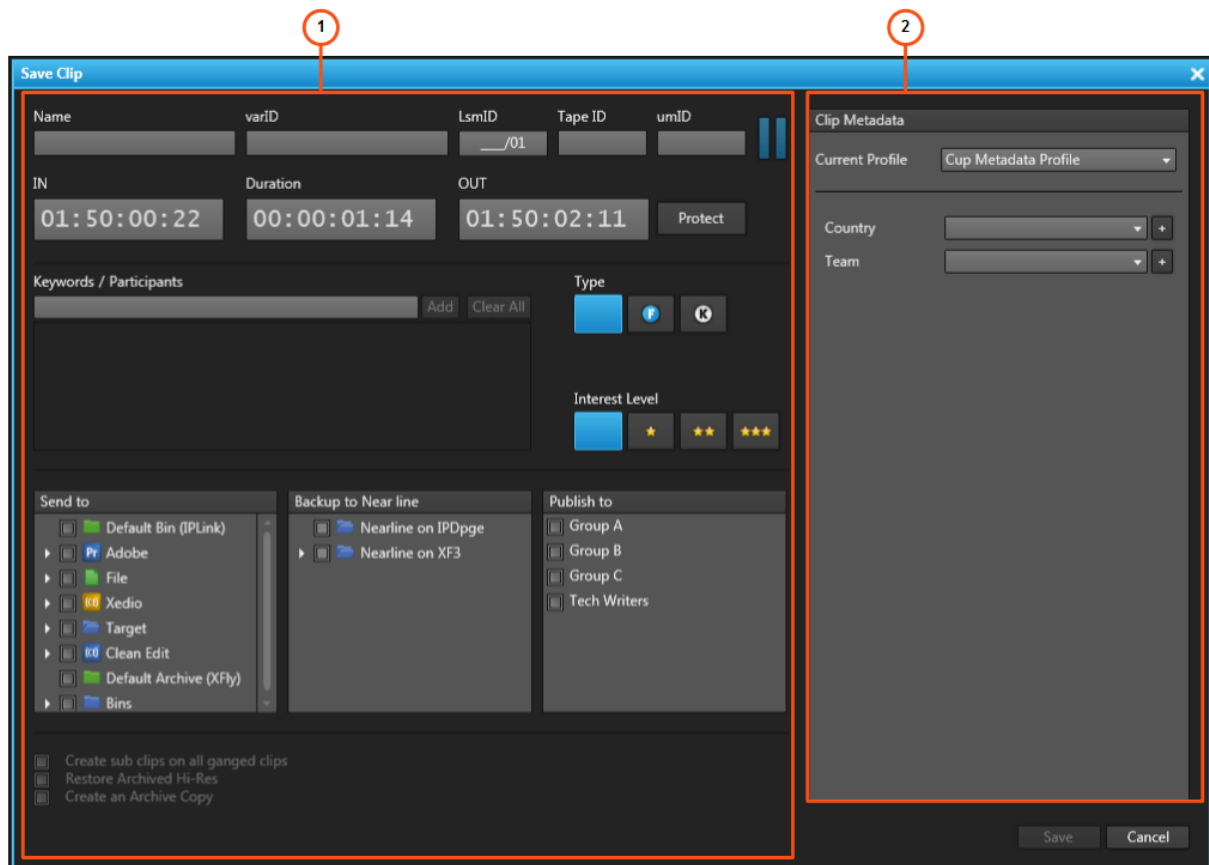 1
2
Save Clip
Name varID LsmID Tape ID umID
___/01
IN Duration OUT
01:50:00:22 00:00:01:14 01:50:02:11 Protect
Keywords / Participants Type
Add Clear All
F K
Interest Level
Send to
Default Bin (IPLink)
Pr Adobe
File
Xedio
Target
Clean Edit
Default Archive (XFly)
Bins
Backup to Near line
Nearline on IPDpge
Nearline on XF3
Publish to
Group A
Group B
Group C
Tech Writers
Create sub clips on all ganged clips
Restore Archived Hi-Res
Create an Archive Copy
Clip Metadata
Current Profile Cup Metadata Profile
Country +
Team +
Save Cancel